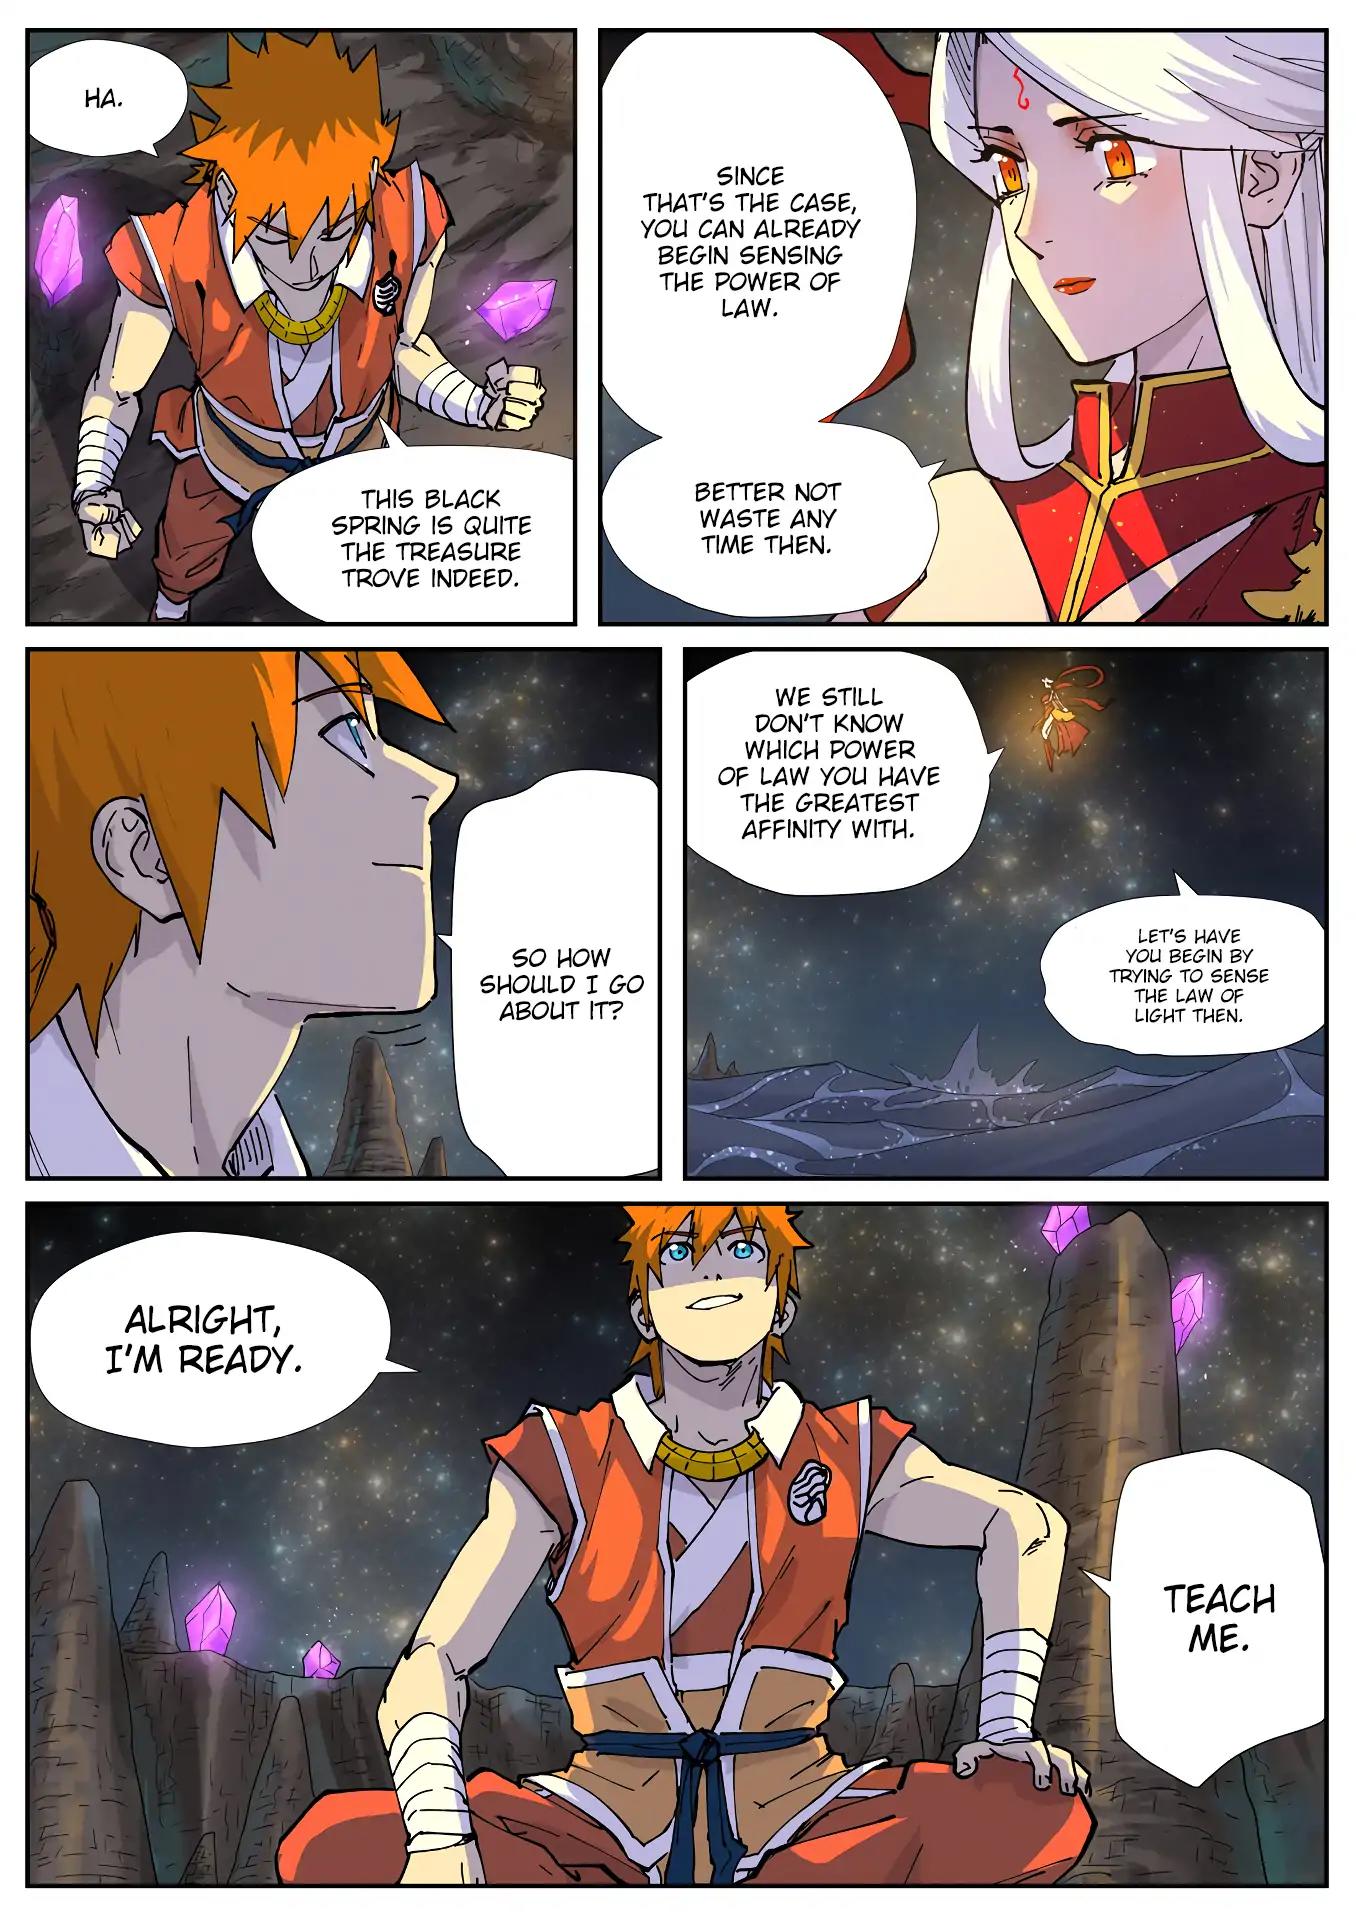 HA.
THIS BLACK
SPRING IS QUITE
THE TREASURE
TROVE INDEED.
SINCE
THAT'S THE CASE,
YOU CAN ALREADY
BEGIN SENSING
THE POWER OF
LAW.
BETTER NOT
WASTE ANY
TIME THEN.
SO HOW
SHOULD I GO
ABOUT IT?
WE STILL
DON'T KNOW
WHICH POWER
OF LAW YOU HAVE
THE GREATEST
AFFINITY WITH.
LET'S HAVE
YOU BEGIN BY
TRYING TO SENSE
THE LAW OF
LIGHT THEN.
ALRIGHT,
I'M READY.
TEACH
ME.